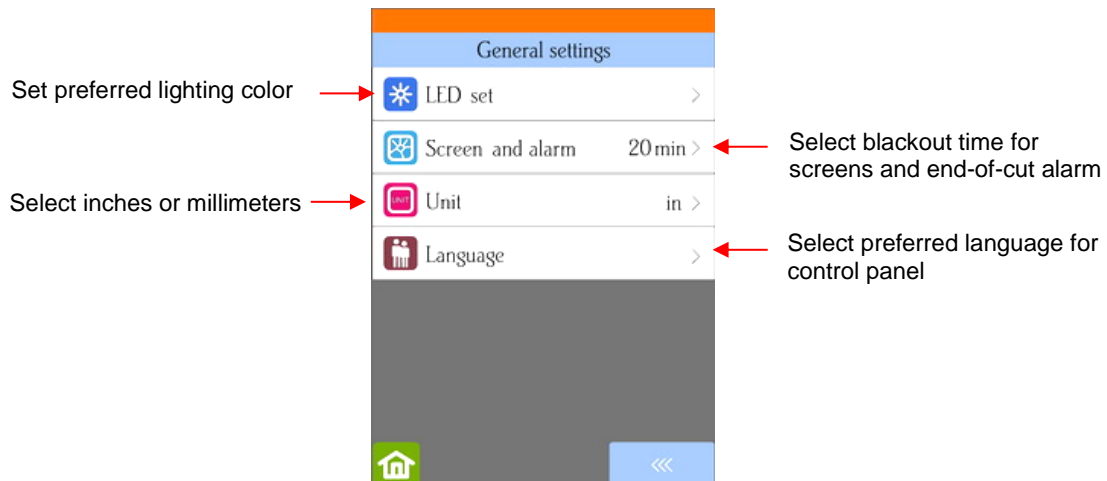 General settings
Set preferred lighting color
LED set
Screen and alarm 20 min
Select blackout time for
screens and end-of-cut alarm
Select inches or millimeters
UNIT
Unit in
Language
Select preferred language for
control panel